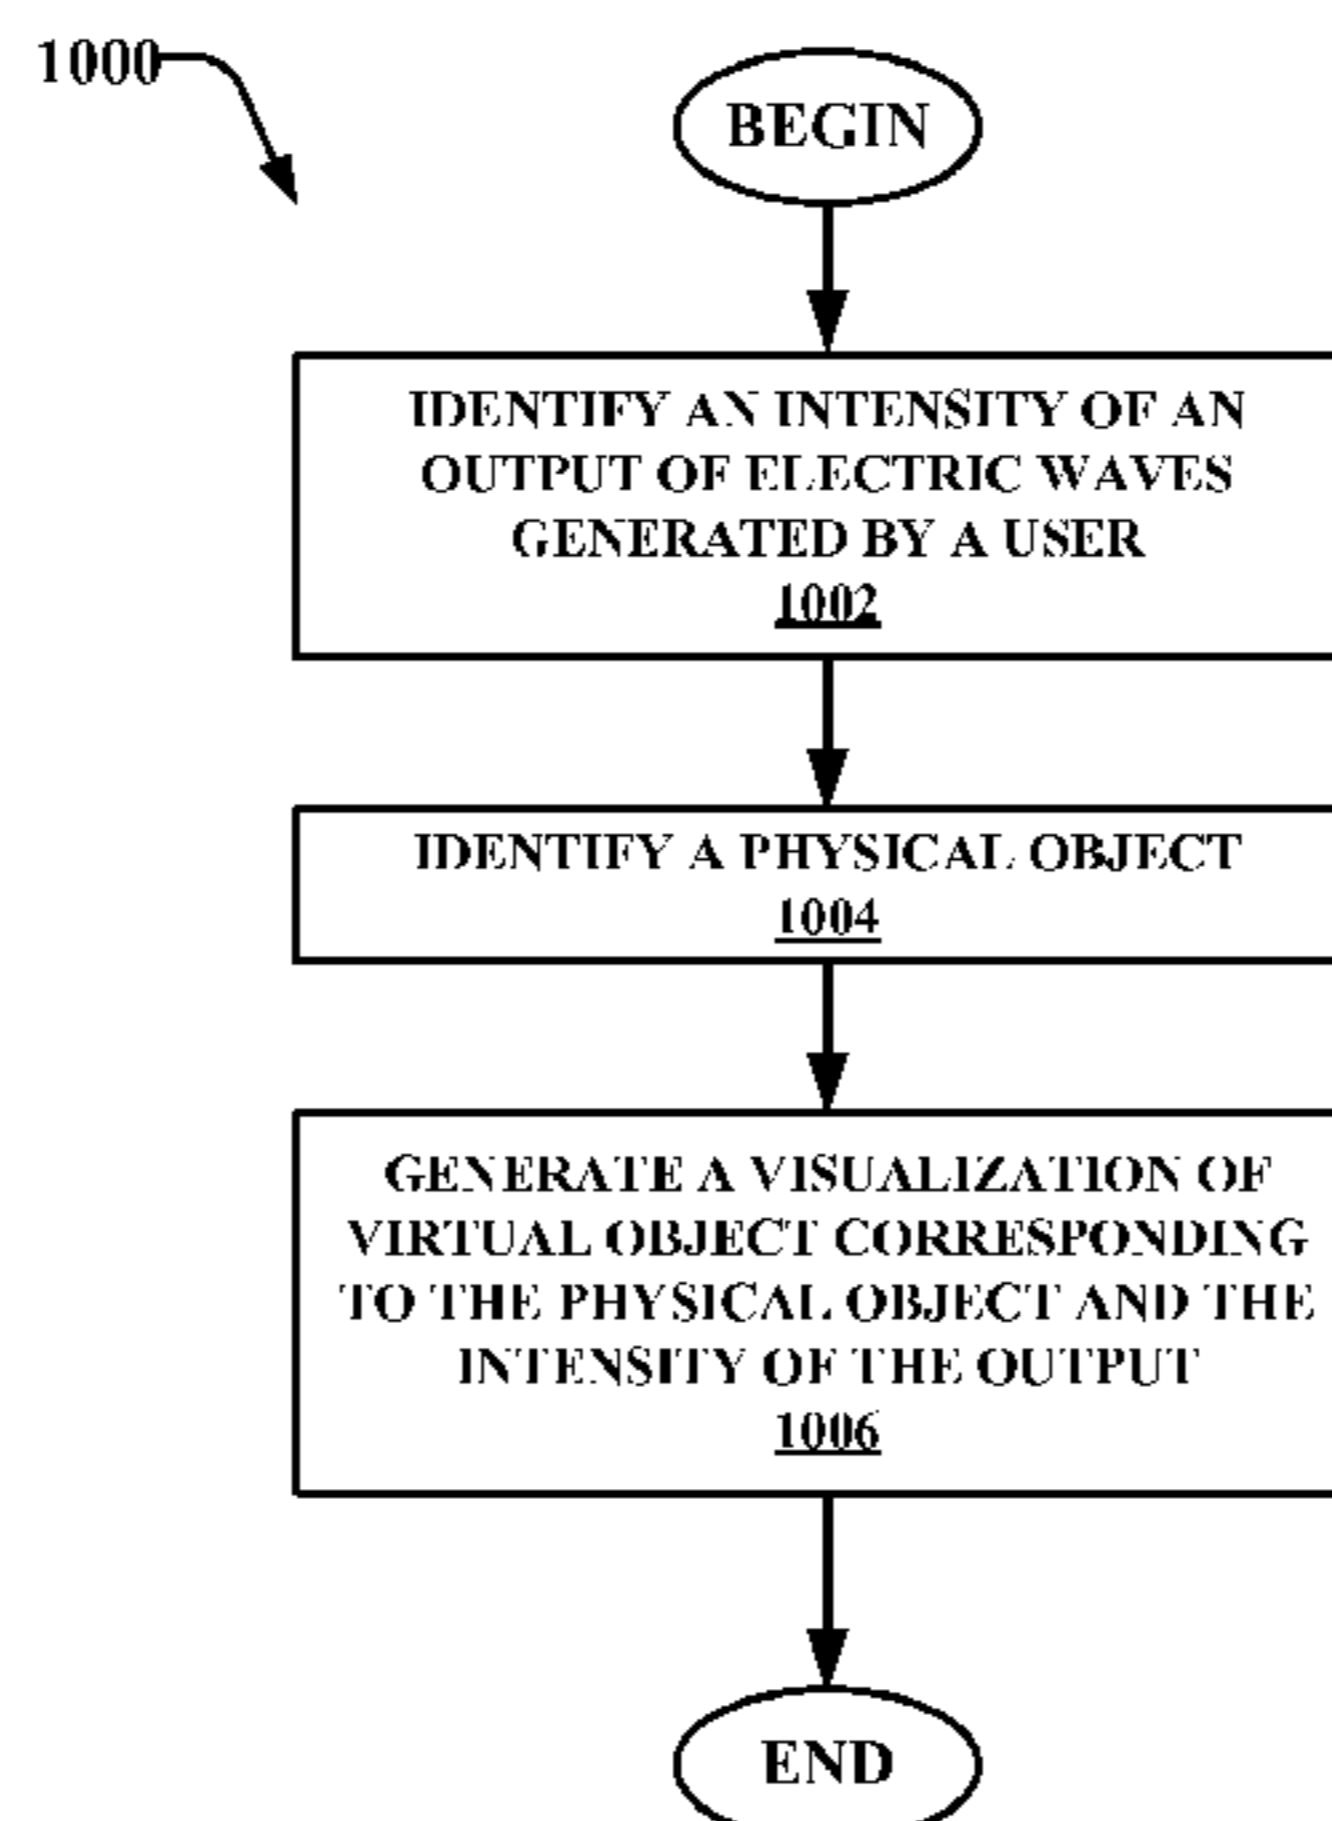 1000
BEGIN
IDENTIFY AN INTENSITY OF AN
OUTPUT OF ELECTRIC WAVES
GENERATED BY A USER
1002
IDENTIFY A PHYSICAL OBJECT
1004
GENERATE A VISUALIZATION OF
VIRTUAL OBJECT CORRESPONDING
TO THE PHYSICAL OBJECT AND THE
INTENSITY OF THE OUTPUT
1006
END